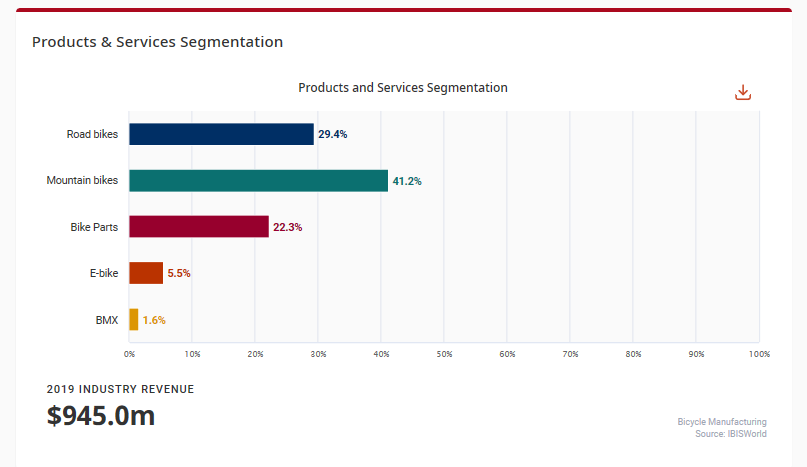 Products & Services Segmentation
Products and Services Segmentation
Road bikes 29.4%
Mountain bikes 41.2%
Bike Parts 22.3%
E-bike 5.5%
BMX 1.6%
0% 10% 20% 30% 40% 50% 60% 70% 80% 90% 100%
2019 INDUSTRY REVENUE
$945.0m
Bicycle Manufacturing
Source: IBISWorld